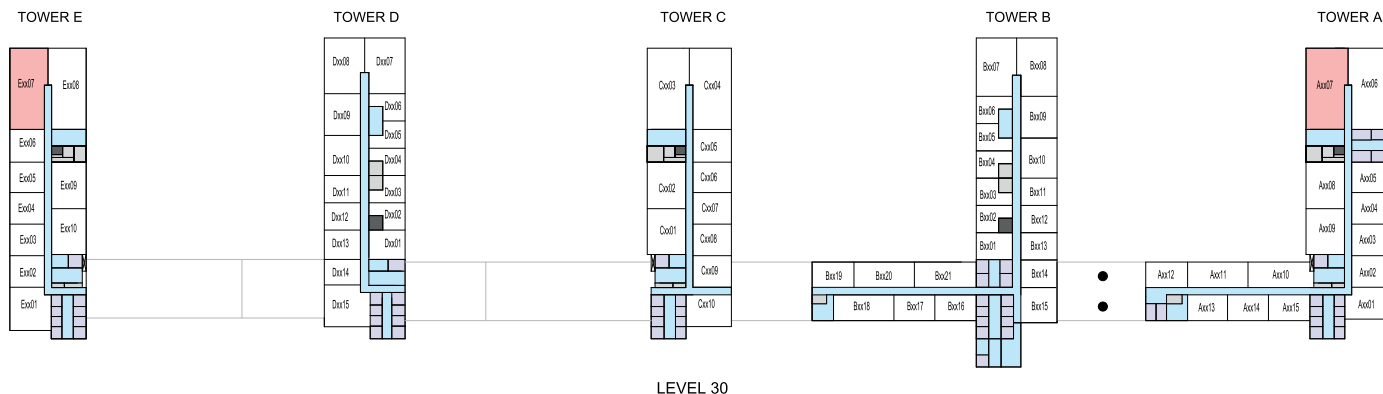 TOWER E
TOWER D
TOWER C
TOWER B
TOWER A
Exx07
Exx08
Exx06
Exx05
Exx09
Exx04
Exx03
Exx10
Exx02
Exx01
Dxx08
Dxx07
Dxx09
Dxx06
Dxx05
Dxx10
Dxx04
Dxx11
Dxx03
Dxx12
Dxx02
Dxx13
Dxx01
Dxx14
Dxx15
Cxx03
Cxx04
Cxx05
Cxx02
Cxx06
Cxx07
Cxx01
Cxx08
Cxx09
Cxx10
Bxx07
Bxx08
Bxx06
Bxx09
Bxx05
Bxx04
Bxx10
Bxx03
Bxx11
Bxx02
Bxx12
Bxx01
Bxx13
Bxx19
Bxx20
Bxx21
Bxx14
Bxx18
Bxx17
Bxx16
Bxx15
Axx07
Axx06
Axx08
Axx05
Axx04
Axx09
Axx03
Axx12
Axx11
Axx10
Axx02
Axx13
Axx14
Axx15
Axx01
LEVEL 30